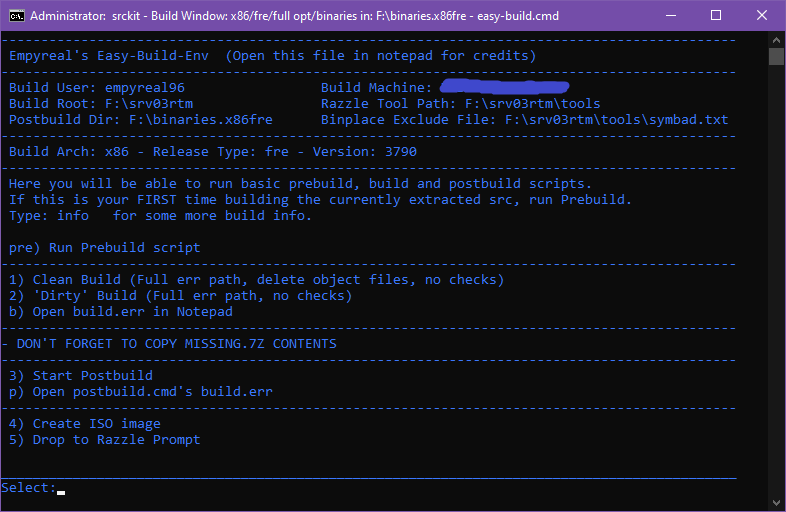 Administrator:  srckit - Build Window: x86/fre/full opt/binaries in: F:\binaries.x86fre - easy-build.cmd
--------------------------------------------------------------------------------------------
Empyreal's Easy-Build-Env  (Open this file in notepad for credits)
--------------------------------------------------------------------------------------------
Build User: empyreal96                 Build Machine:
Build Root: F:\srv03rtm                Razzle Tool Path: F:\srv03rtm\tools
Postbuild Dir: F:\binaries.x86fre      Binplace Exclude File: F:\srv03rtm\tools\symbad.txt
--------------------------------------------------------------------------------------------
Build Arch: x86 - Release Type: fre - Version: 3790
--------------------------------------------------------------------------------------------
Here you will be able to run basic prebuild, build and postbuild scripts.
If this is your FIRST time building the currently extracted src, run Prebuild.
Type: info   for some more build info.
pre) Run Prebuild script
--------------------------------------------------------------------------------------------
1) Clean Build (Full err path, delete object files, no checks)
2) 'Dirty' Build (Full err path, no checks)
b) Open build.err in Notepad
--------------------------------------------------------------------------------------------
- DON'T FORGET TO COPY MISSING.7Z CONTENTS
--------------------------------------------------------------------------------------------
3) Start Postbuild
p) Open postbuild.cmd's build.err
--------------------------------------------------------------------------------------------
4) Create ISO image
5) Drop to Razzle Prompt
____________________________________________________________________________________________
Select: